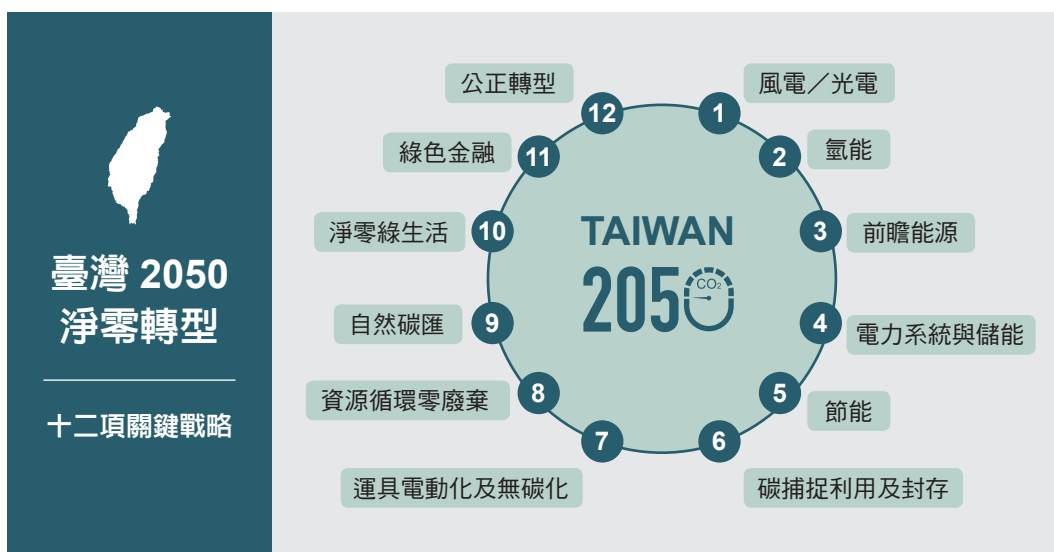 臺灣 2050
淨零轉型
十二項關鍵戰略
TAIWAN
2050
CO₂
1
風電／光電
2
氫能
3
前瞻能源
4
電力系統與儲能
5
節能
6
碳捕捉利用及封存
7
運具電動化及無碳化
8
資源循環零廢棄
9
自然碳匯
10
淨零綠生活
11
綠色金融
12
公正轉型